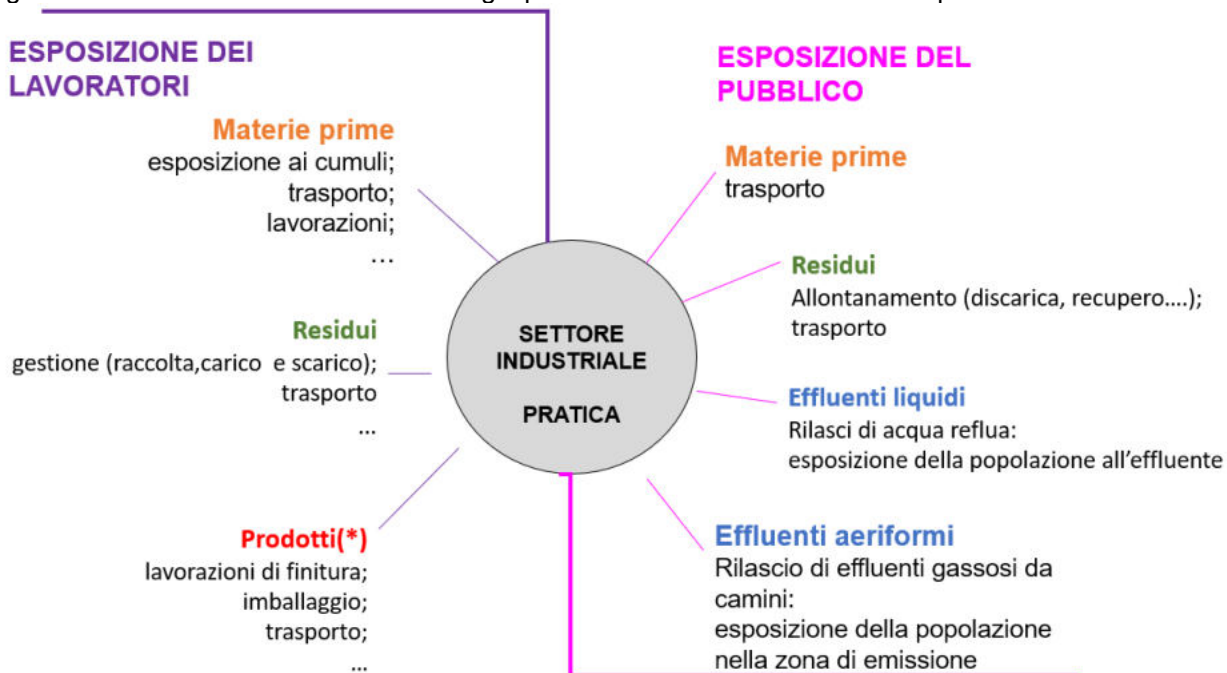 ESPOSIZIONE DEI
LAVORATORI
Materie prime
esposizione ai cumuli;
trasporto;
lavorazioni;
...
Residui
gestione (raccolta,carico e scarico);
trasporto
...
Prodotti(*)
lavorazioni di finitura;
imballaggio;
trasporto;
...
SETTORE
INDUSTRIALE
PRATICA
ESPOSIZIONE DEL
PUBBLICO
Materie prime
trasporto
Residui
Allontanamento (discarica, recupero....);
trasporto
Effluenti liquidi
Rilasci di acqua reflua:
esposizione della popolazione all'effluente
Effluenti aeriformi
Rilascio di effluenti gassosi da
camini:
esposizione della popolazione
nella zona di emissione